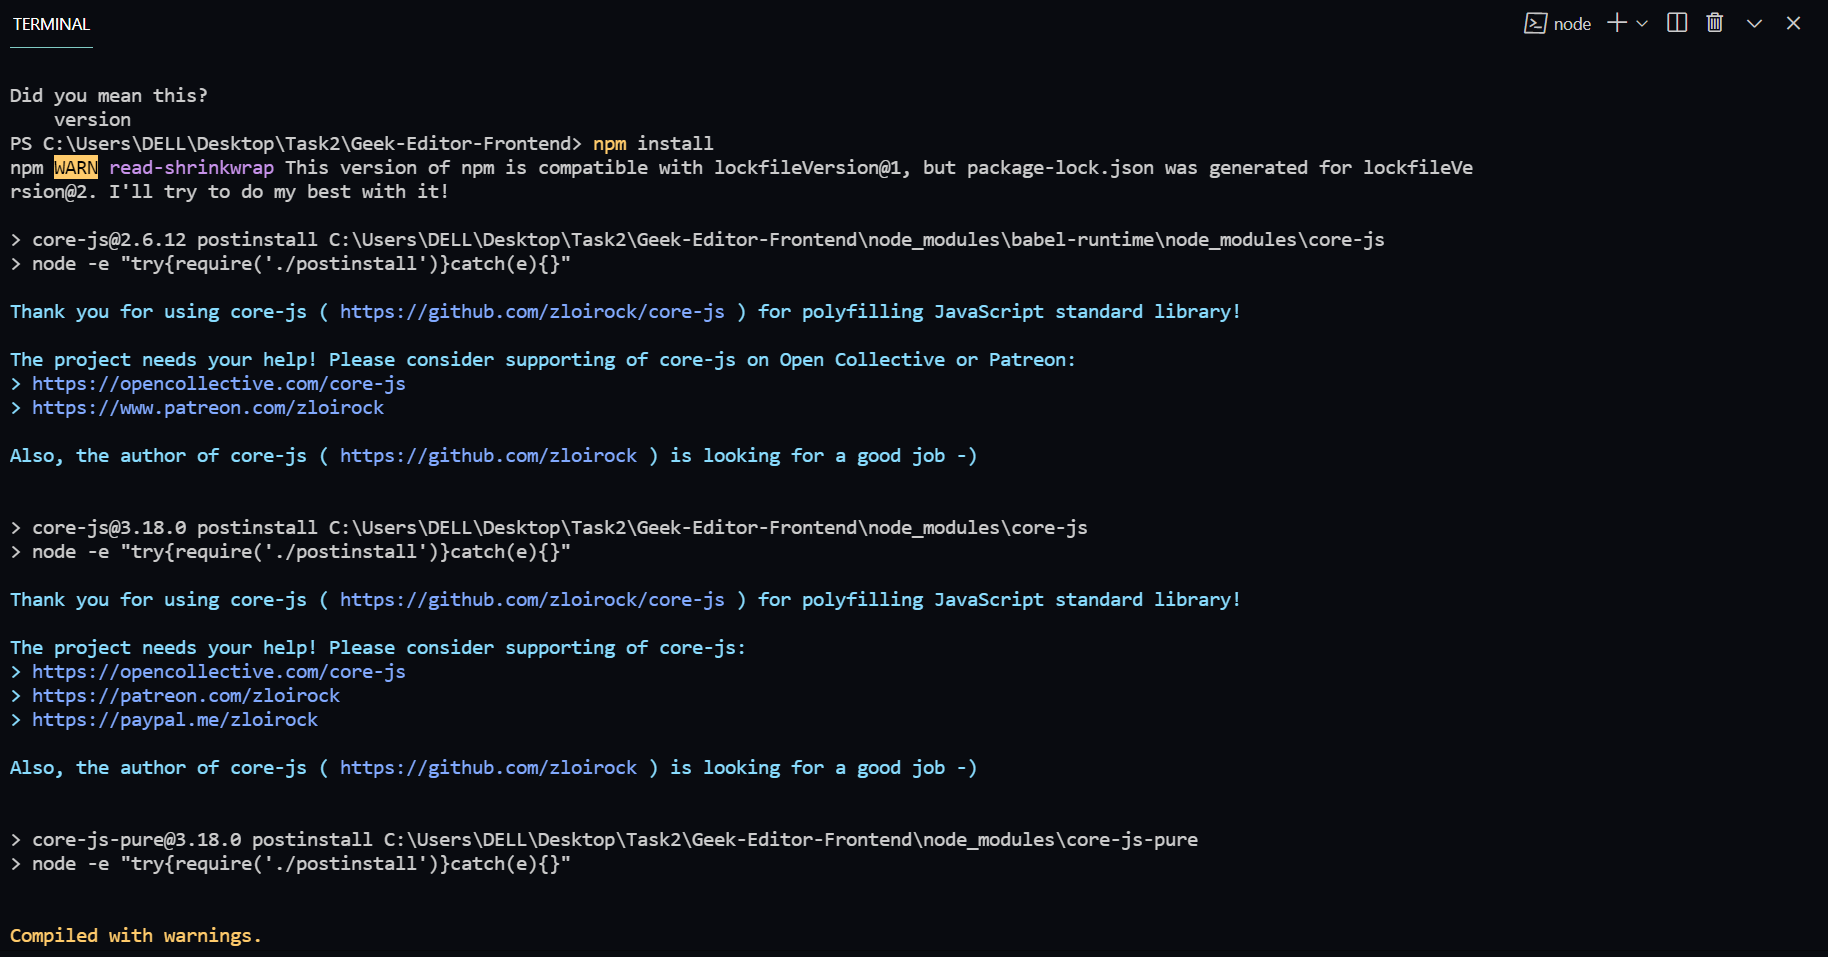 TERMINAL
node
Did you mean this?
    version
PS C:\Users\DELL\Desktop\Task2\Geek-Editor-Frontend> npm install
npm WARN read-shrinkwrap This version of npm is compatible with lockfileVersion@1, but package-lock.json was generated for lockfileVe
rsion@2. I'll try to do my best with it!
> core-js@2.6.12 postinstall C:\Users\DELL\Desktop\Task2\Geek-Editor-Frontend\node_modules\babel-runtime\node_modules\core-js
> node -e "try{require('./postinstall')}catch(e){}"
Thank you for using core-js ( https://github.com/zloirock/core-js ) for polyfilling JavaScript standard library!
The project needs your help! Please consider supporting of core-js on Open Collective or Patreon:
> https://opencollective.com/core-js
> https://www.patreon.com/zloirock
Also, the author of core-js ( https://github.com/zloirock ) is looking for a good job -)
> core-js@3.18.0 postinstall C:\Users\DELL\Desktop\Task2\Geek-Editor-Frontend\node_modules\core-js
> node -e "try{require('./postinstall')}catch(e){}"
Thank you for using core-js ( https://github.com/zloirock/core-js ) for polyfilling JavaScript standard library!
The project needs your help! Please consider supporting of core-js:
> https://opencollective.com/core-js
> https://patreon.com/zloirock
> https://paypal.me/zloirock
Also, the author of core-js ( https://github.com/zloirock ) is looking for a good job -)
> core-js-pure@3.18.0 postinstall C:\Users\DELL\Desktop\Task2\Geek-Editor-Frontend\node_modules\core-js-pure
> node -e "try{require('./postinstall')}catch(e){}"
Compiled with warnings.